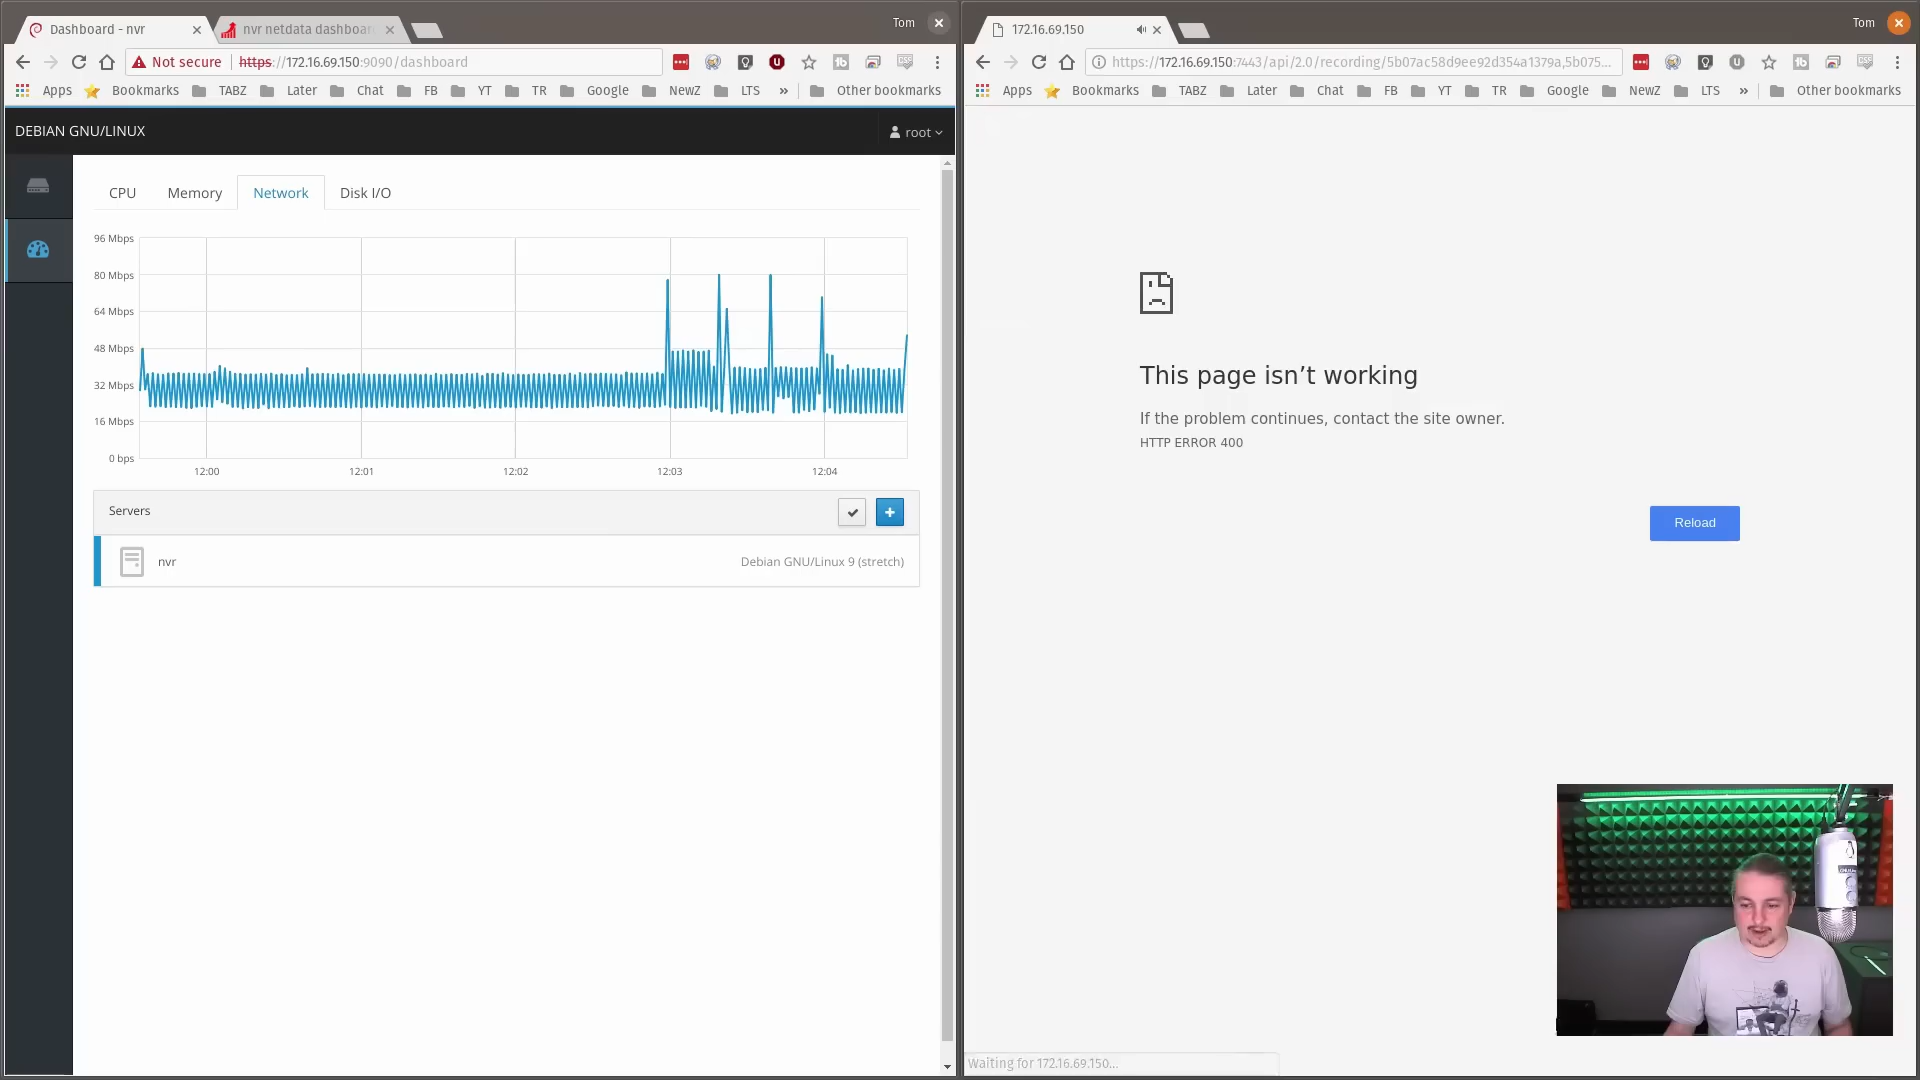 Dashboard - nvr
nvr netdata dashboard
Tom
Not secure
https://172.16.69.150:9090/dashboard
Apps
Bookmarks
TABZ
Later
Chat
FB
YT
TR
Google
NewZ
LTS
»
Other bookmarks
DEBIAN GNU/LINUX
root
CPU
Memory
Network
Disk I/O
96 Mbps
80 Mbps
64 Mbps
48 Mbps
32 Mbps
16 Mbps
0 bps
12:00
12:01
12:02
12:03
12:04
Servers
nvr
Debian GNU/Linux 9 (stretch)
172.16.69.150
Tom
https://172.16.69.150:7443/api/2.0/recording/5b07ac58d9ee92d354a1379a,5b075...
Apps
Bookmarks
TABZ
Later
Chat
FB
YT
TR
Google
NewZ
LTS
»
Other bookmarks
This page isn’t working
If the problem continues, contact the site owner.
HTTP ERROR 400
Reload
Waiting for 172.16.69.150...